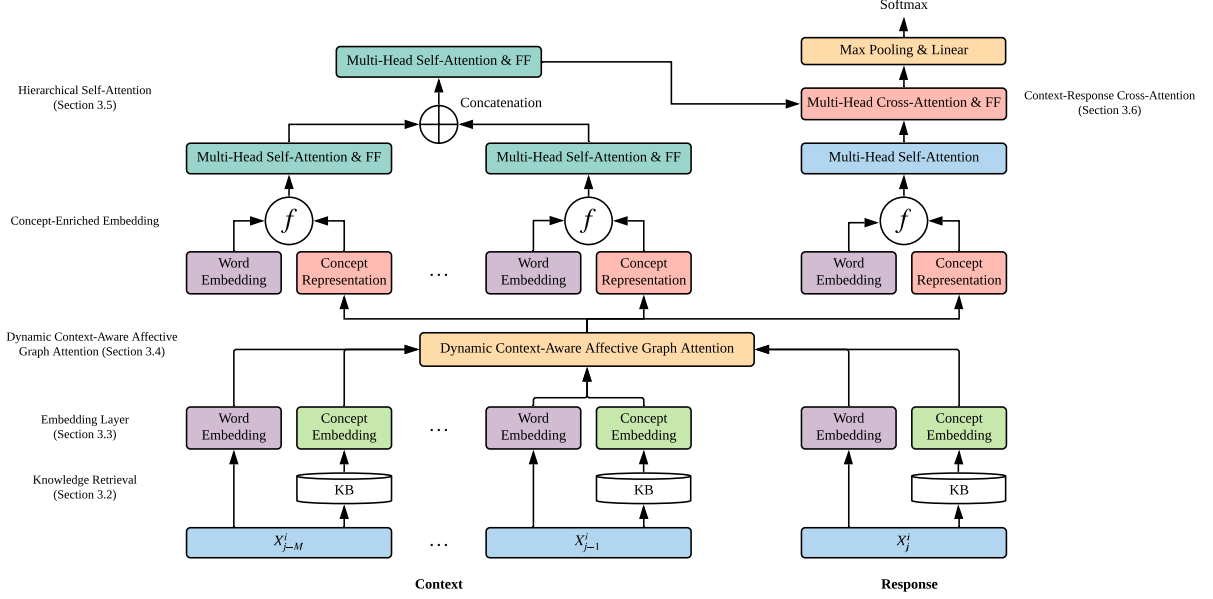 Softmax
Max Pooling & Linear
Multi-Head Self-Attention & FF
Hierarchical Self-Attention
(Section 3.5)
Concatenation
Multi-Head Cross-Attention & FF
Context-Response Cross-Attention
(Section 3.6)
Multi-Head Self-Attention & FF
Multi-Head Self-Attention & FF
Multi-Head Self-Attention
Concept-Enriched Embedding
f
f
f
Word
Embedding
Concept
Representation
...
Word
Embedding
Concept
Representation
Word
Embedding
Concept
Representation
Dynamic Context-Aware Affective
Graph Attention (Section 3.4)
Dynamic Context-Aware Affective Graph Attention
Embedding Layer
(Section 3.3)
Word
Embedding
Concept
Embedding
...
Word
Embedding
Concept
Embedding
Word
Embedding
Concept
Embedding
Knowledge Retrieval
(Section 3.2)
KB
KB
KB
X^i_{j-M}
...
X^i_{j-1}
X^i_j
Context
Response